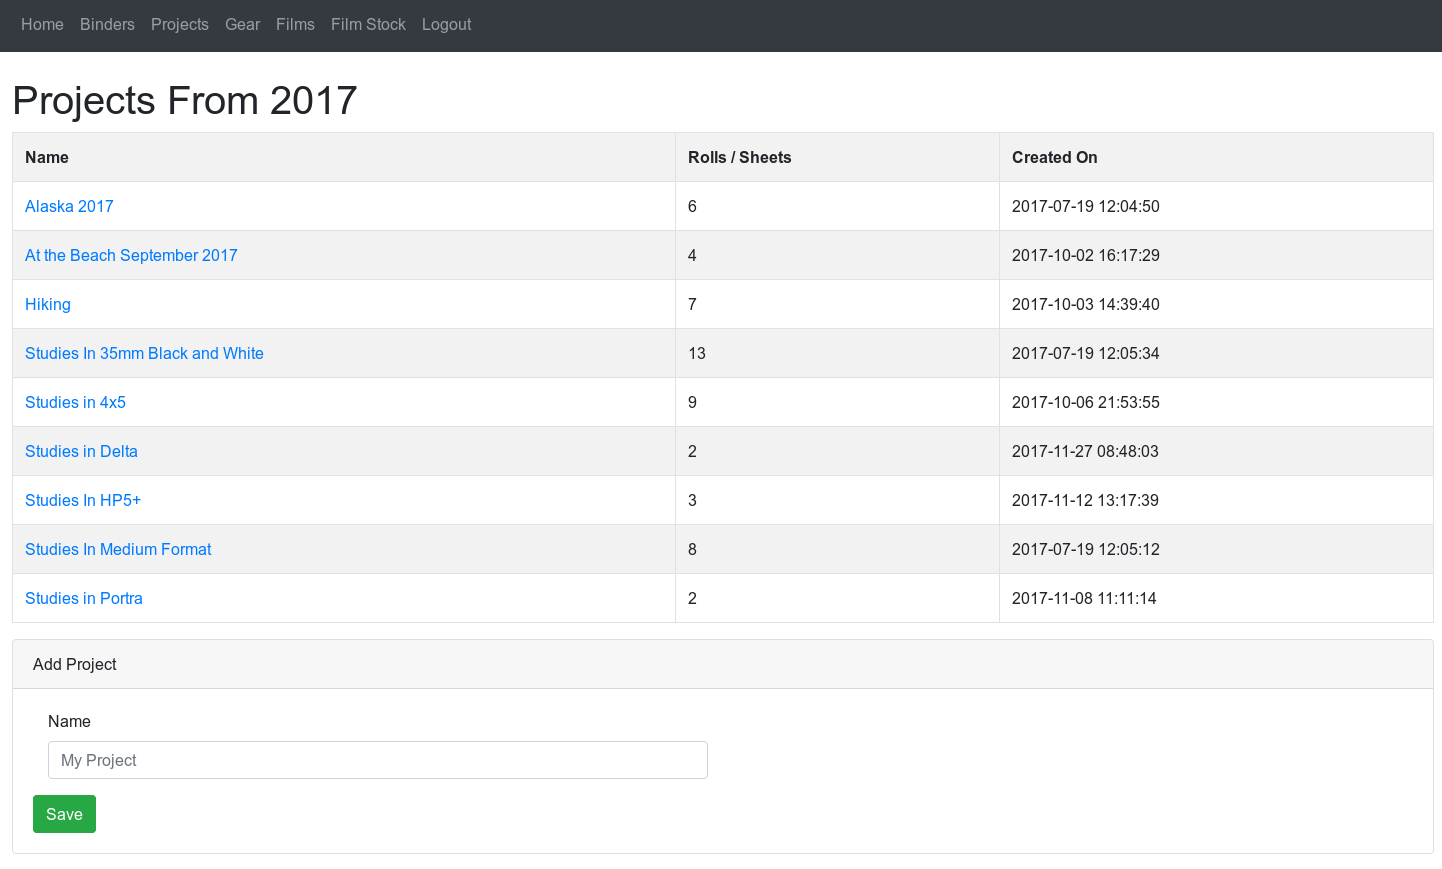 Home Binders Projects Gear Films Film Stock Logout
Projects From 2017
Name Rolls / Sheets Created On
Alaska 2017 6 2017-07-19 12:04:50
At the Beach September 2017 4 2017-10-02 16:17:29
Hiking 7 2017-10-03 14:39:40
Studies In 35mm Black and White 13 2017-07-19 12:05:34
Studies in 4x5 9 2017-10-06 21:53:55
Studies in Delta 2 2017-11-27 08:48:03
Studies In HP5+ 3 2017-11-12 13:17:39
Studies In Medium Format 8 2017-07-19 12:05:12
Studies in Portra 2 2017-11-08 11:11:14
Add Project
Name
My Project
Save